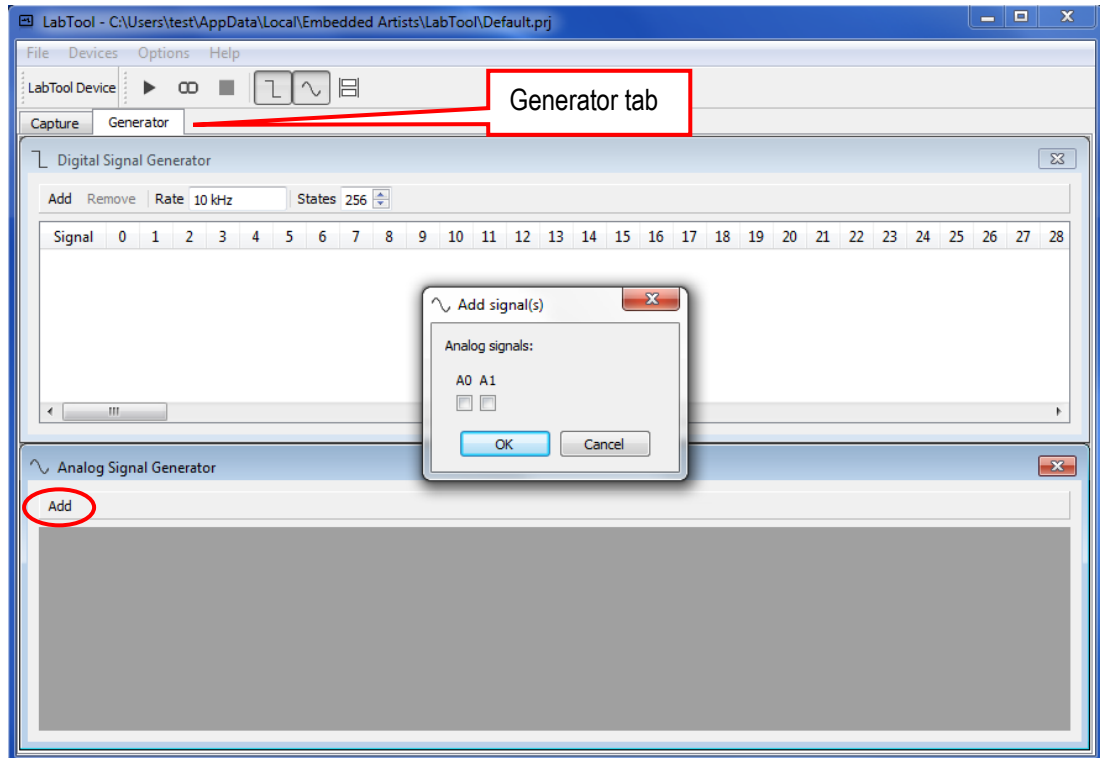 LabTool - C:\Users\test\AppData\Local\Embedded Artists\LabTool\Default.prj
File Devices Options Help
LabTool Device
Generator tab
Capture Generator
Digital Signal Generator
Add Remove Rate 10 kHz States 256
Signal 0 1 2 3 4 5 6 7 8 9 10 11 12 13 14 15 16 17 18 19 20 21 22 23 24 25 26 27 28
Add signal(s)
Analog signals:
A0 A1
OK Cancel
Analog Signal Generator
Add